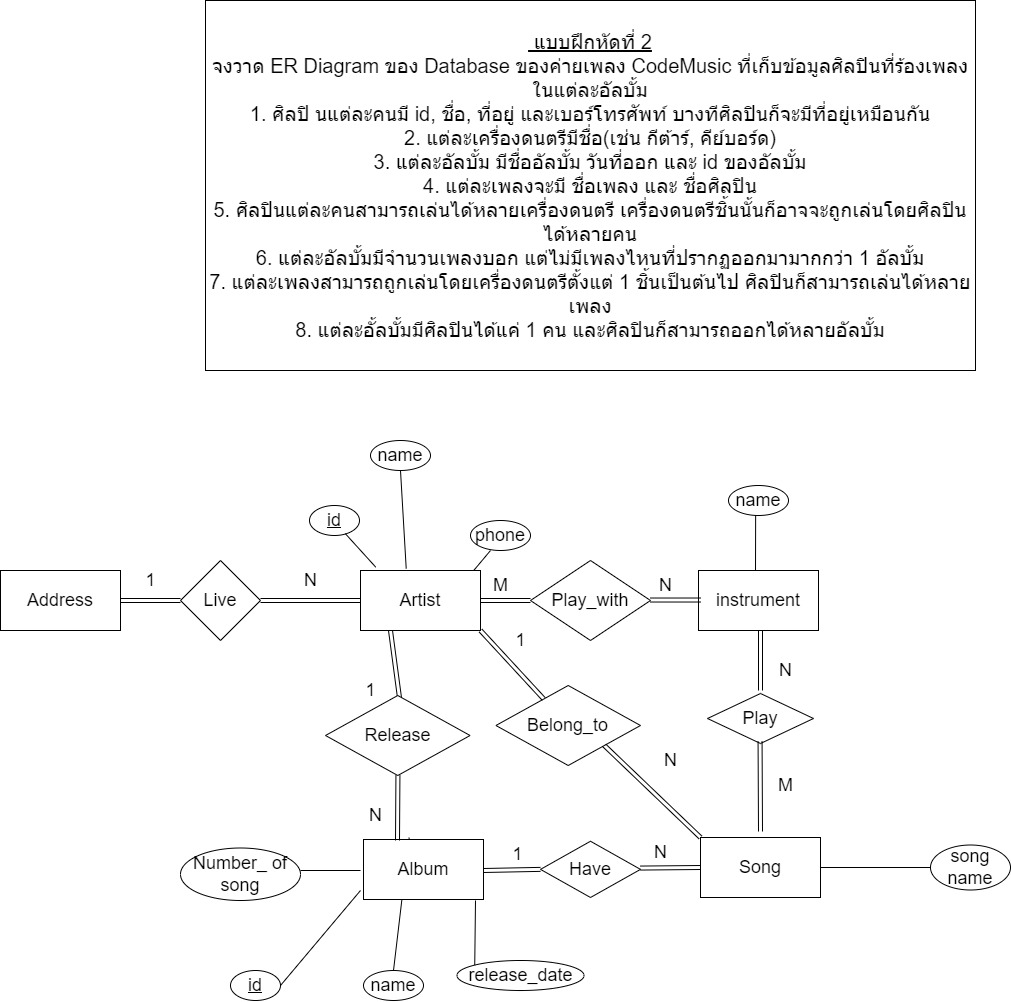 แบบฝึกหัดที่ 2
จงวาด ER Diagram ของ Database ของค่ายเพลง CodeMusic ที่เก็บข้อมูลศิลปินที่ร้องเพลง
ในแต่ละอัลบั้ม
1. ศิลปิ นแต่ละคนมี id, ชื่อ, ที่อยู่ และเบอร์โทรศัพท์ บางทีศิลปินก็จะมีที่อยู่เหมือนกัน
2. แต่ละเครื่องดนตรีมีชื่อ(เช่น กีต้าร์, คีย์บอร์ด)
3. แต่ละอัลบั้ม มีชื่ออัลบั้ม วันที่ออก และ id ของอัลบั้ม
4. แต่ละเพลงจะมี ชื่อเพลง และ ชื่อศิลปิน
5. ศิลปินแต่ละคนสามารถเล่นได้หลายเครื่องดนตรี เครื่องดนตรีชิ้นนั้นก็อาจจะถูกเล่นโดยศิลปิน
ได้หลายคน
6. แต่ละอัลบั้มมีจำนวนเพลงบอก แต่ไม่มีเพลงไหนที่ปรากฏออกมามากกว่า 1 อัลบั้ม
7. แต่ละเพลงสามารถถูกเล่นโดยเครื่องดนตรีตั้งแต่ 1 ชิ้นเป็นต้นไป ศิลปินก็สามารถเล่นได้หลาย
เพลง
8. แต่ละอั้ลบั้มมีศิลปินได้แค่ 1 คน และศิลปินก็สามารถออกได้หลายอัลบั้ม
name
id
phone
name
Address
1
Live
N
Artist
M
Play_with
N
instrument
1
N
1
Release
Belong_to
Play
N
M
N
Number_ of
song
Album
1
Have
N
Song
song
name
id
name
release_date